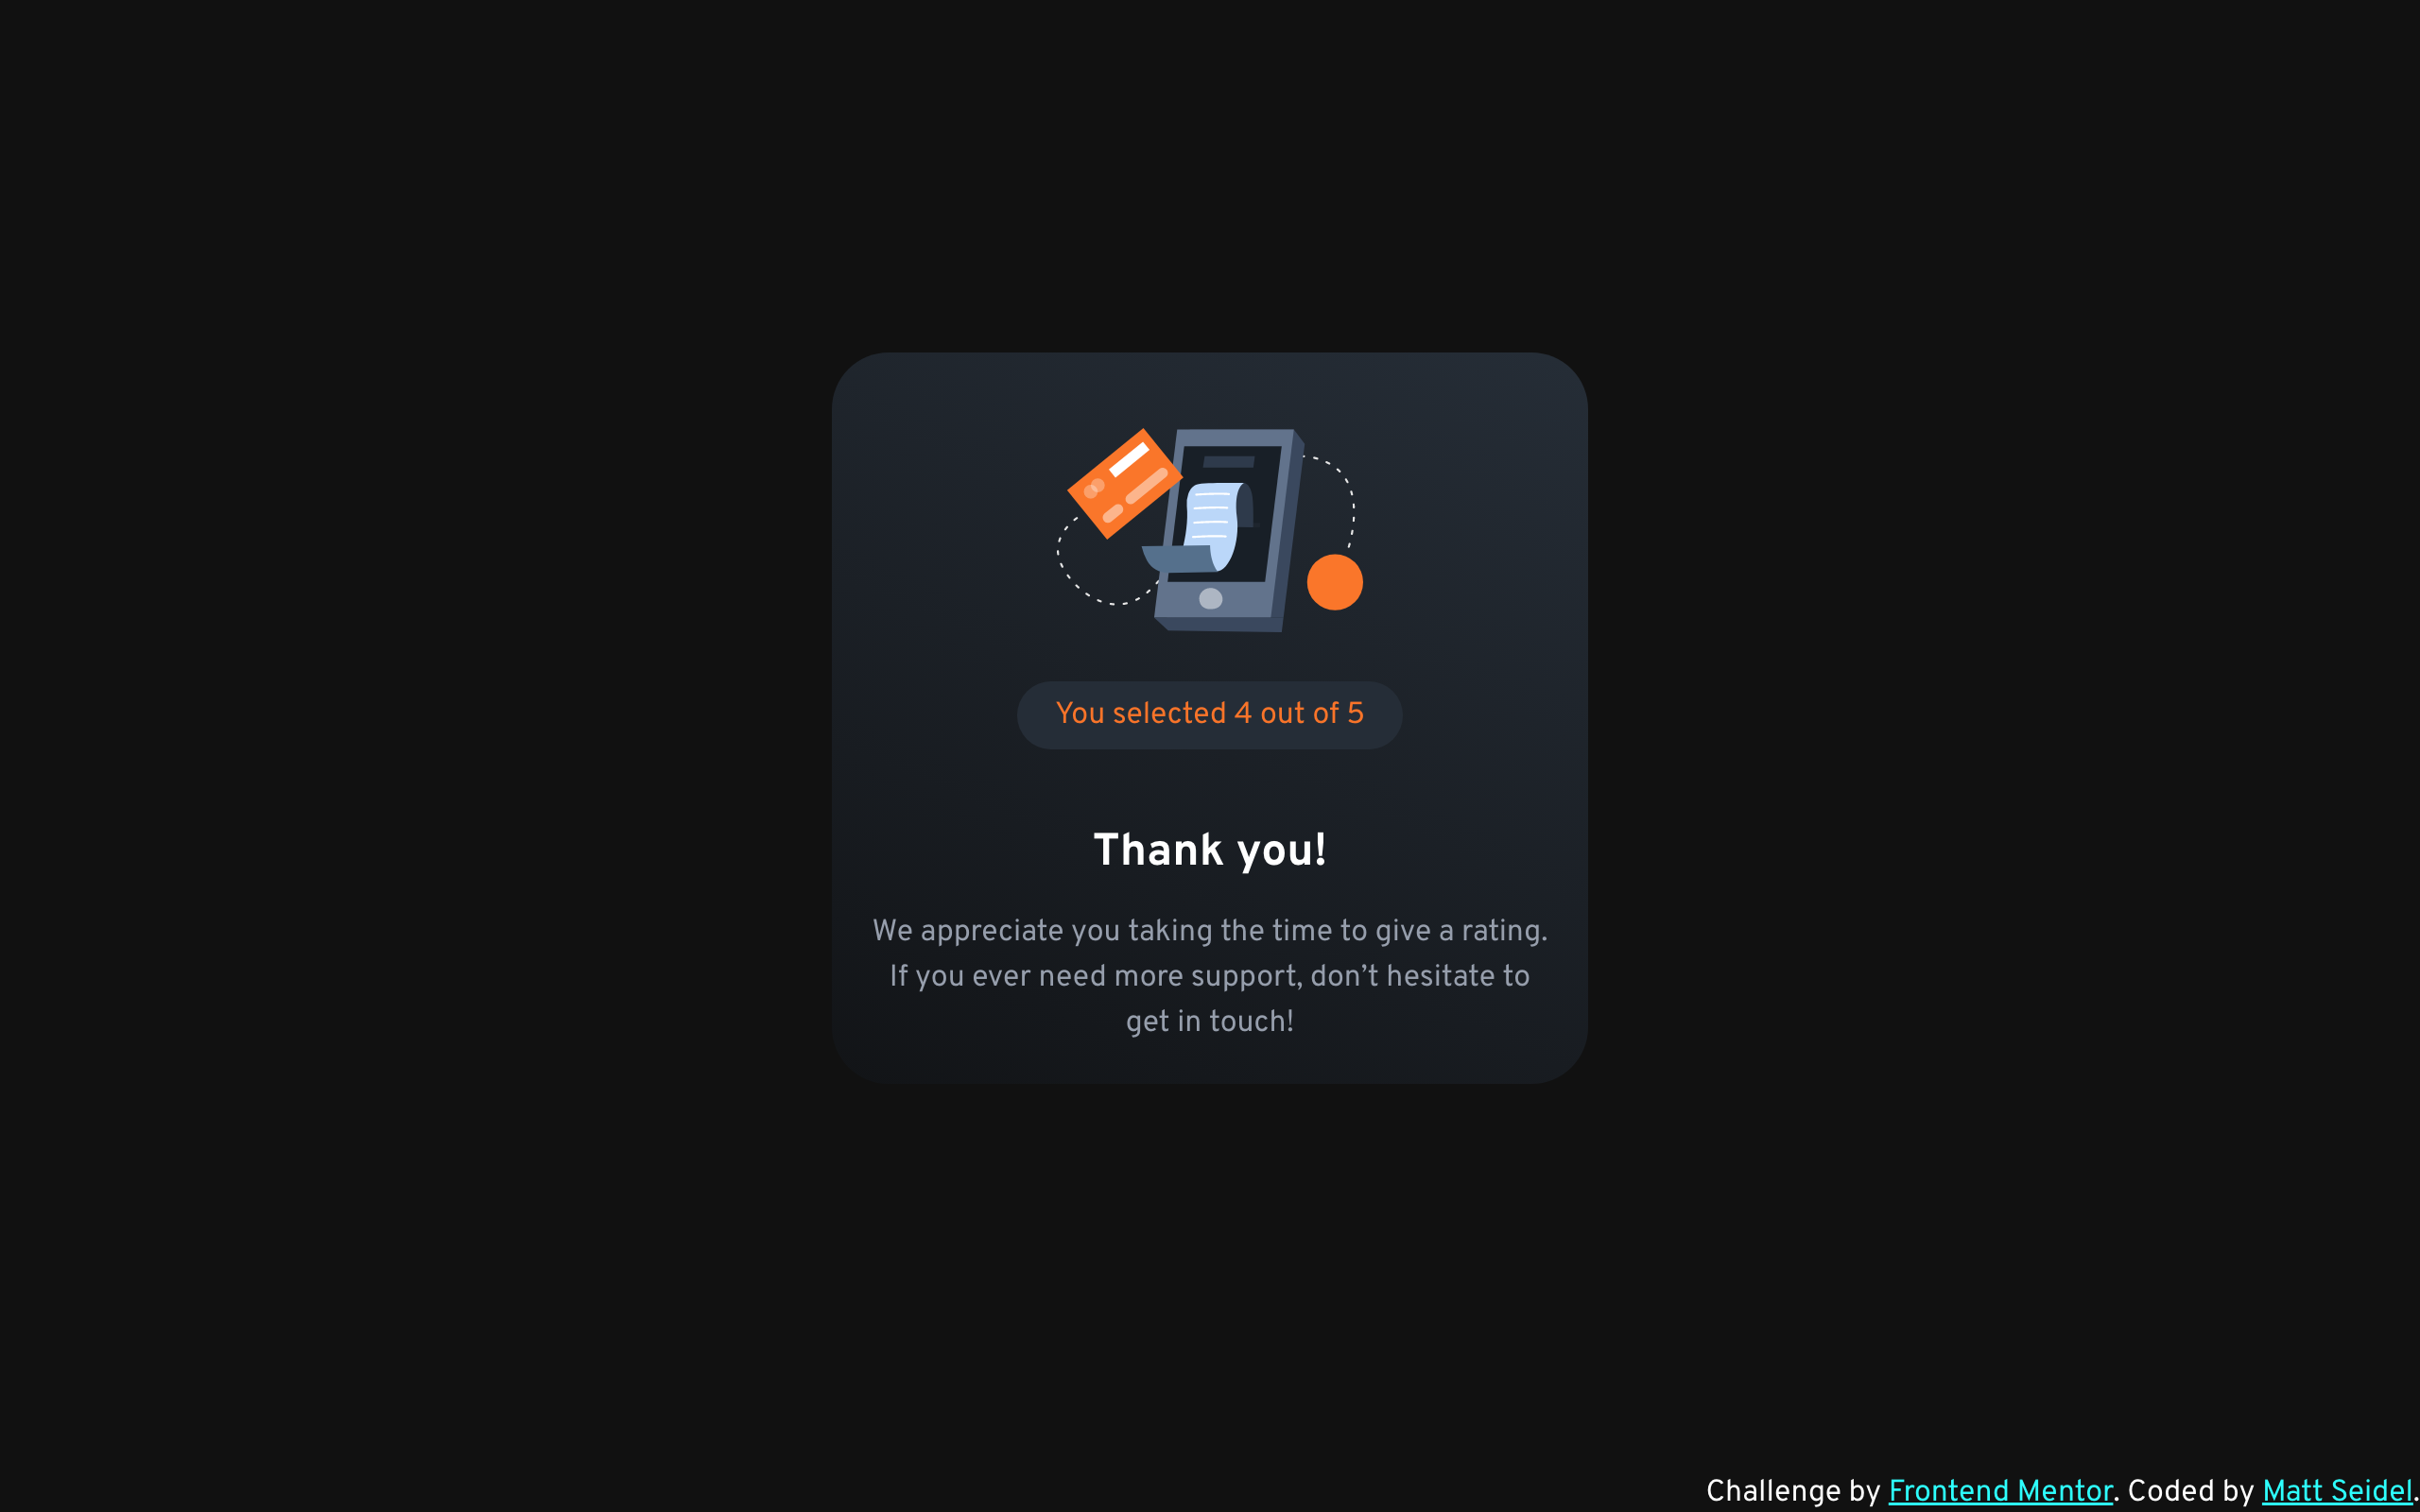 You selected 4 out of 5
Thank you!
We appreciate you taking the time to give a rating.
If you ever need more support, don’t hesitate to
get in touch!
Challenge by Frontend Mentor. Coded by Matt Seidel.